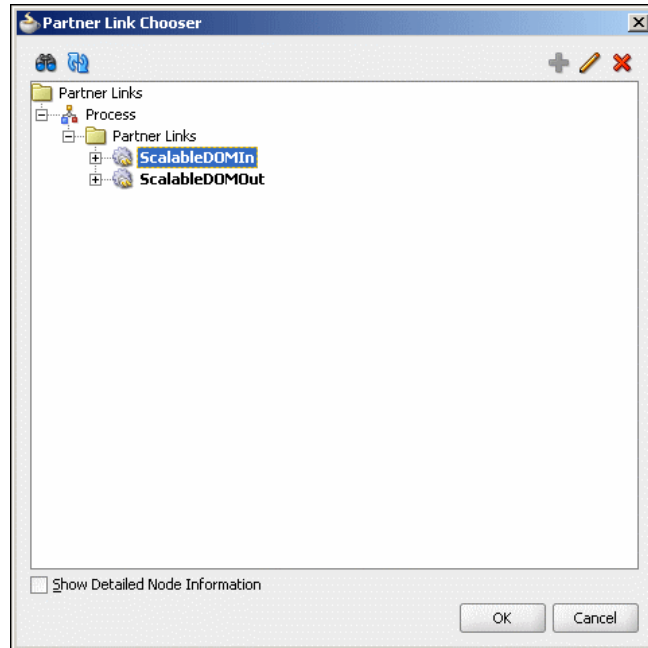 Partner Link Chooser
Partner Links
Process
Partner Links
ScalableDOMIn
ScalableDOMOut
Show Detailed Node Information
OK
Cancel